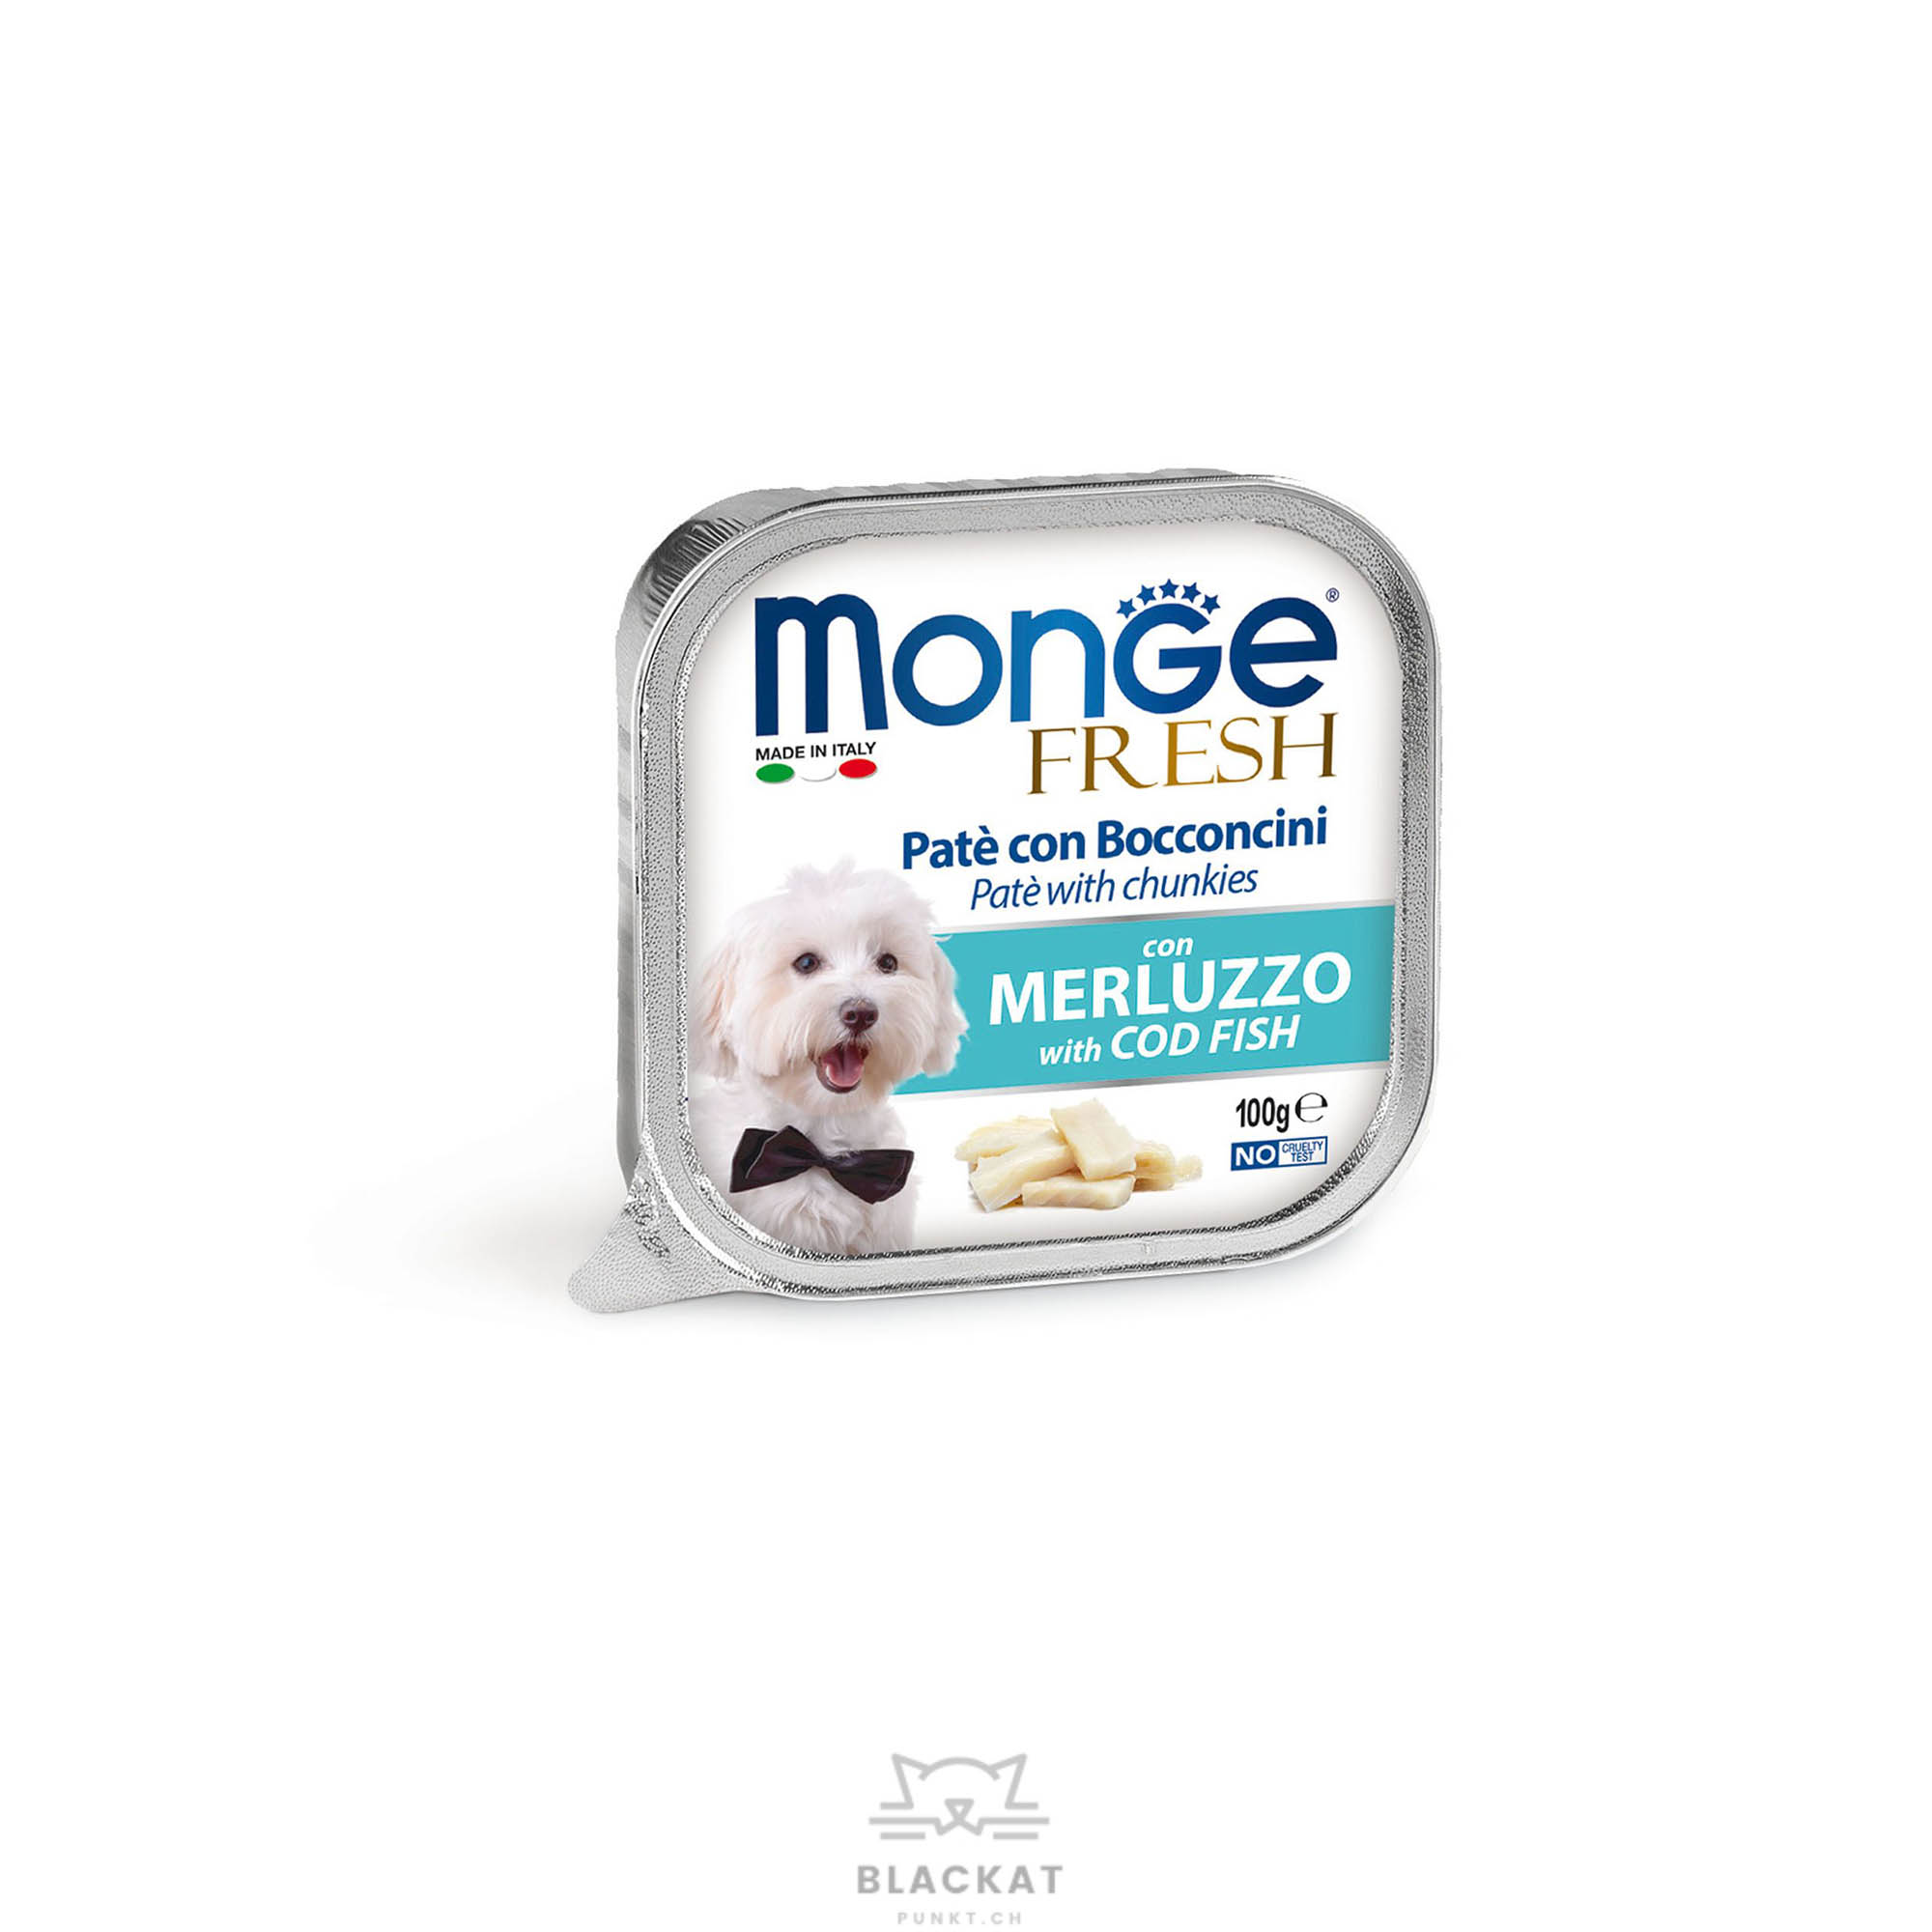 monGe®
FRESH
MADE IN ITALY
Patè con Bocconcini
Patè with chunkies
con
MERLUZZO
with COD FISH
100g ℮
NO CRUELTY TEST
BLACKAT
PUNKT.CH